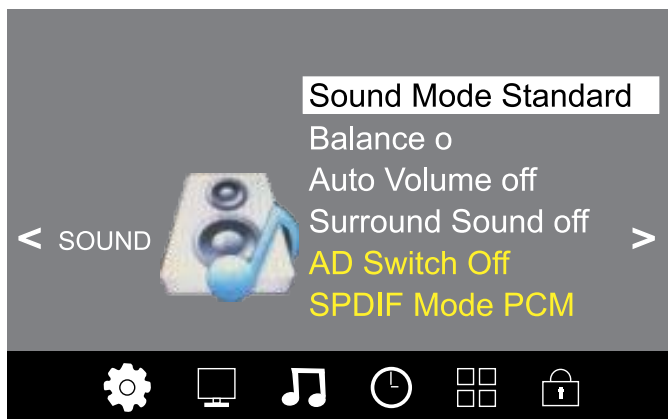 Sound Mode Standard
Balance o
Auto Volume off
Surround Sound off
< SOUND >
AD Switch Off
SPDIF Mode PCM